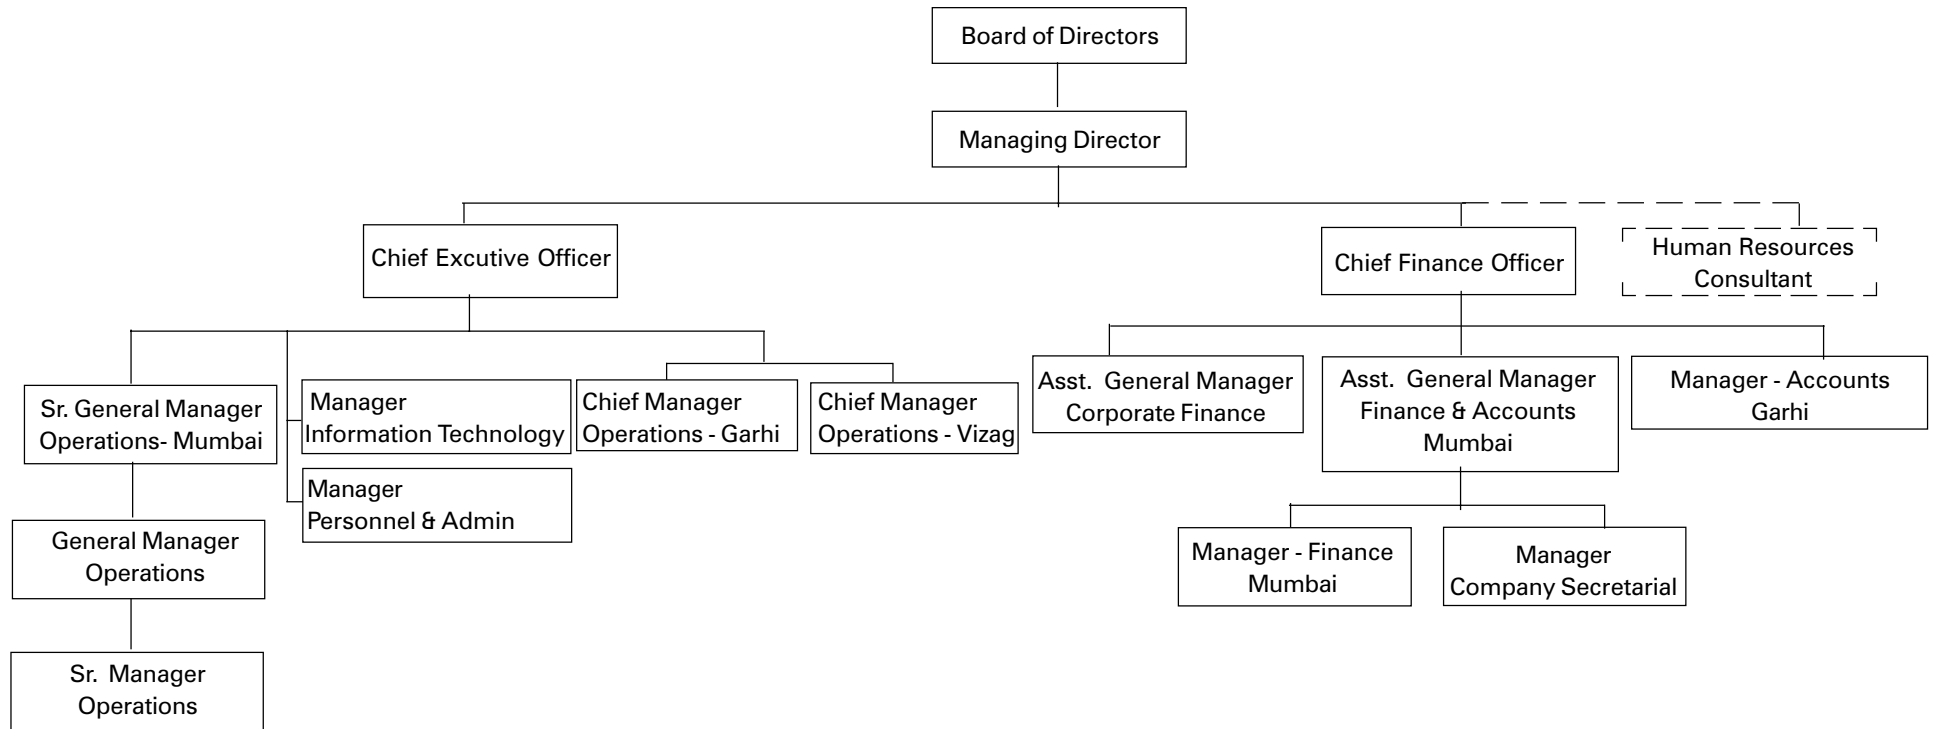 Board of Directors
Managing Director
Chief Excutive Officer
Chief Finance Officer
Human Resources
Consultant
Sr. General Manager
Operations- Mumbai
Manager
Information Technology
Chief Manager
Operations - Garhi
Chief Manager
Operations - Vizag
Asst. General Manager
Corporate Finance
Asst. General Manager
Finance & Accounts
Mumbai
Manager - Accounts
Garhi
Manager
Personnel & Admin
General Manager
Operations
Manager - Finance
Mumbai
Manager
Company Secretarial
Sr. Manager
Operations